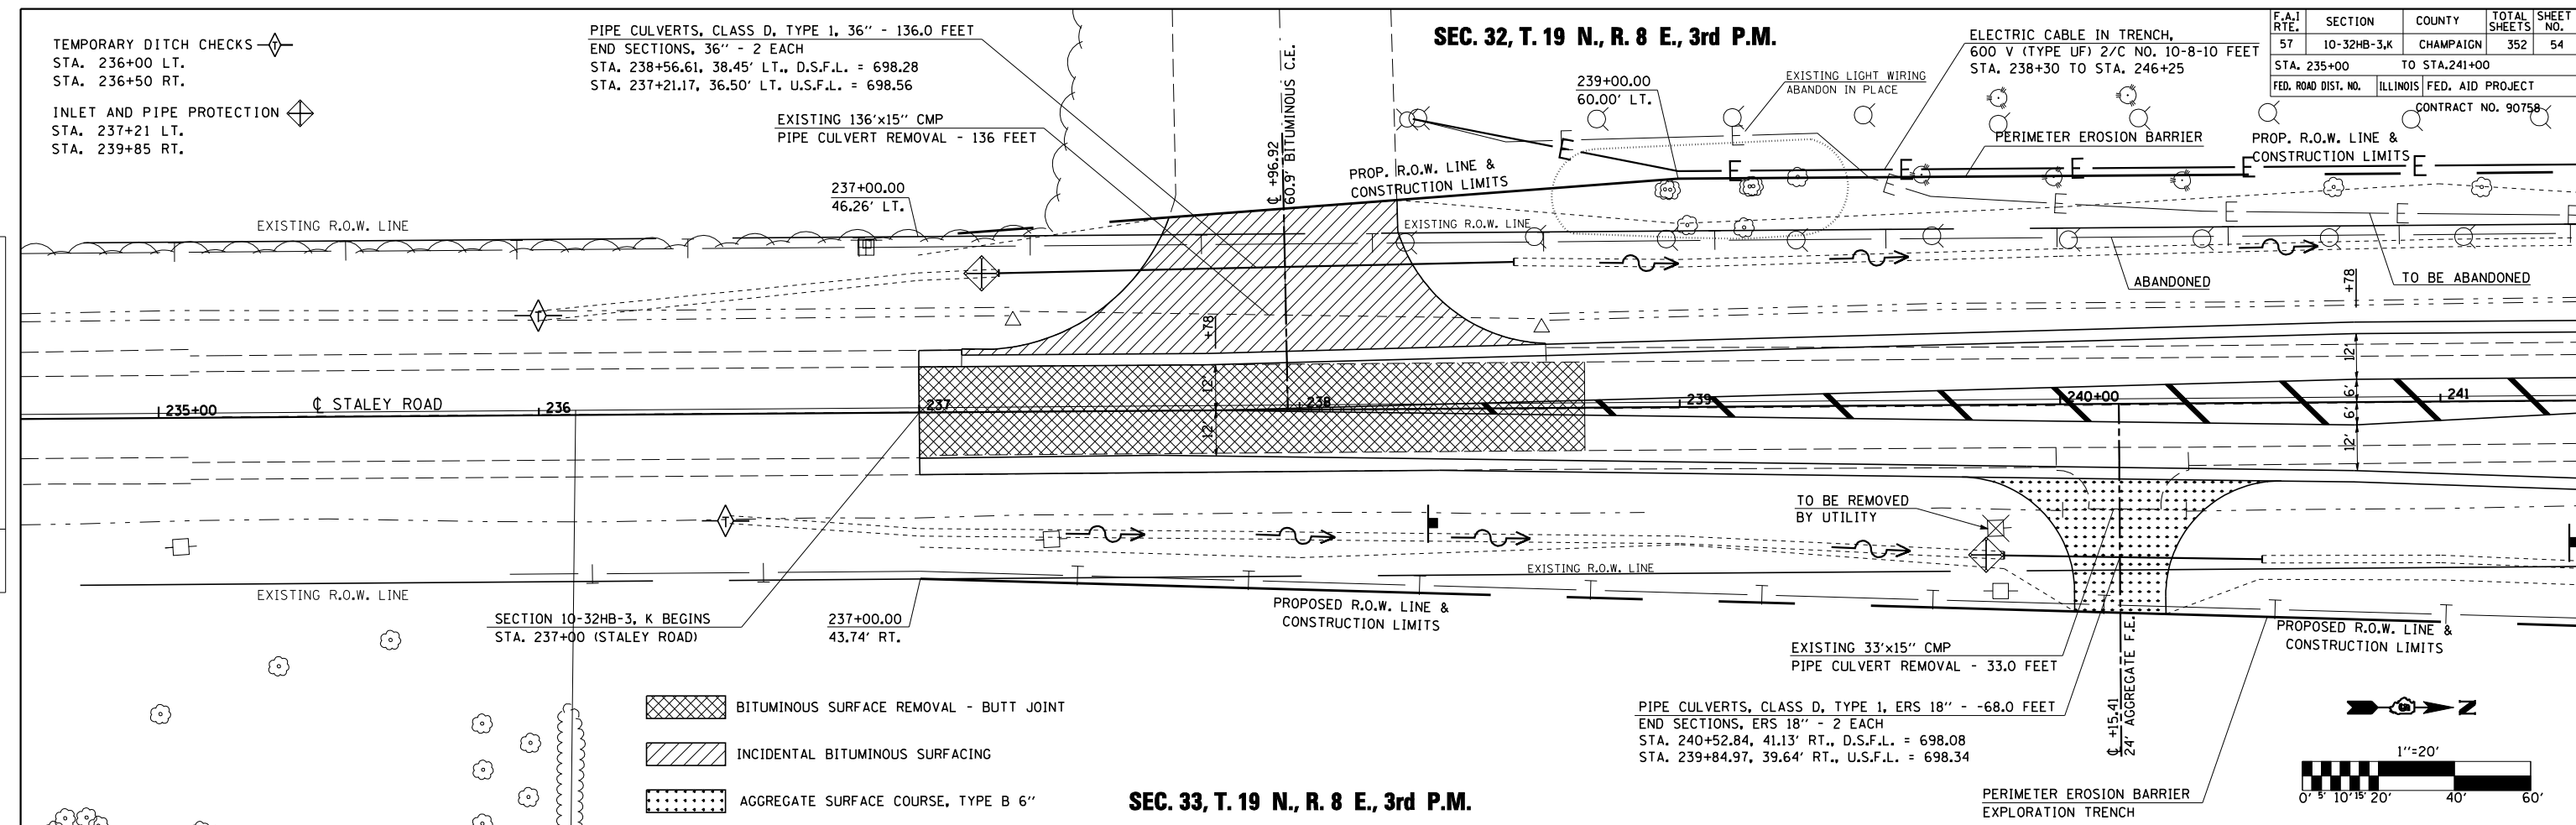 TEMPORARY DITCH CHECKS T
STA. 236+00 LT.
STA. 236+50 RT.
INLET AND PIPE PROTECTION
STA. 237+21 LT.
STA. 239+85 RT.
PIPE CULVERTS, CLASS D, TYPE 1, 36'' - 136.0 FEET
END SECTIONS, 36'' - 2 EACH
STA. 238+56.61, 38.45' LT., D.S.F.L. = 698.28
STA. 237+21.17, 36.50' LT. U.S.F.L. = 698.56
EXISTING 136'x15'' CMP
PIPE CULVERT REMOVAL - 136 FEET
237+00.00
46.26' LT.
EXISTING R.O.W. LINE
℄ +96.92
60.9' BITUMINOUS C.E.
SEC. 32, T. 19 N., R. 8 E., 3rd P.M.
239+00.00
60.00' LT.
EXISTING LIGHT WIRING
ABANDON IN PLACE
ELECTRIC CABLE IN TRENCH,
600 V (TYPE UF) 2/C NO. 10-8-10 FEET
STA. 238+30 TO STA. 246+25
F.A.I RTE. SECTION COUNTY TOTAL SHEETS SHEET NO.
57 10-32HB-3,K CHAMPAIGN 352 54
STA. 235+00 TO STA.241+00
FED. ROAD DIST. NO. ILLINOIS FED. AID PROJECT
CONTRACT NO. 90758
PERIMETER EROSION BARRIER
PROP. R.O.W. LINE &
CONSTRUCTION LIMITS
PROP. R.O.W. LINE &
CONSTRUCTION LIMITS
E E E E E E
E E E E E E
EXISTING R.O.W. LINE
ABANDONED
TO BE ABANDONED
+78
+78
T
235+00
℄ STALEY ROAD
236
237
238
239
240+00
241
12'
12'
12'
6'
6'
12'
T
TO BE REMOVED
BY UTILITY
EXISTING R.O.W. LINE
EXISTING R.O.W. LINE
SECTION 10-32HB-3, K BEGINS
STA. 237+00 (STALEY ROAD)
237+00.00
43.74' RT.
PROPOSED R.O.W. LINE &
CONSTRUCTION LIMITS
PROPOSED R.O.W. LINE &
CONSTRUCTION LIMITS
EXISTING 33'x15'' CMP
PIPE CULVERT REMOVAL - 33.0 FEET
PIPE CULVERTS, CLASS D, TYPE 1, ERS 18'' - -68.0 FEET
END SECTIONS, ERS 18'' - 2 EACH
STA. 240+52.84, 41.13' RT., D.S.F.L. = 698.08
STA. 239+84.97, 39.64' RT., U.S.F.L. = 698.34
℄ +15.41
24' AGGREGATE F.E.
BITUMINOUS SURFACE REMOVAL - BUTT JOINT
INCIDENTAL BITUMINOUS SURFACING
AGGREGATE SURFACE COURSE, TYPE B 6''
SEC. 33, T. 19 N., R. 8 E., 3rd P.M.
PERIMETER EROSION BARRIER
EXPLORATION TRENCH
N
1''=20'
0' 5' 10' 15' 20' 40' 60'